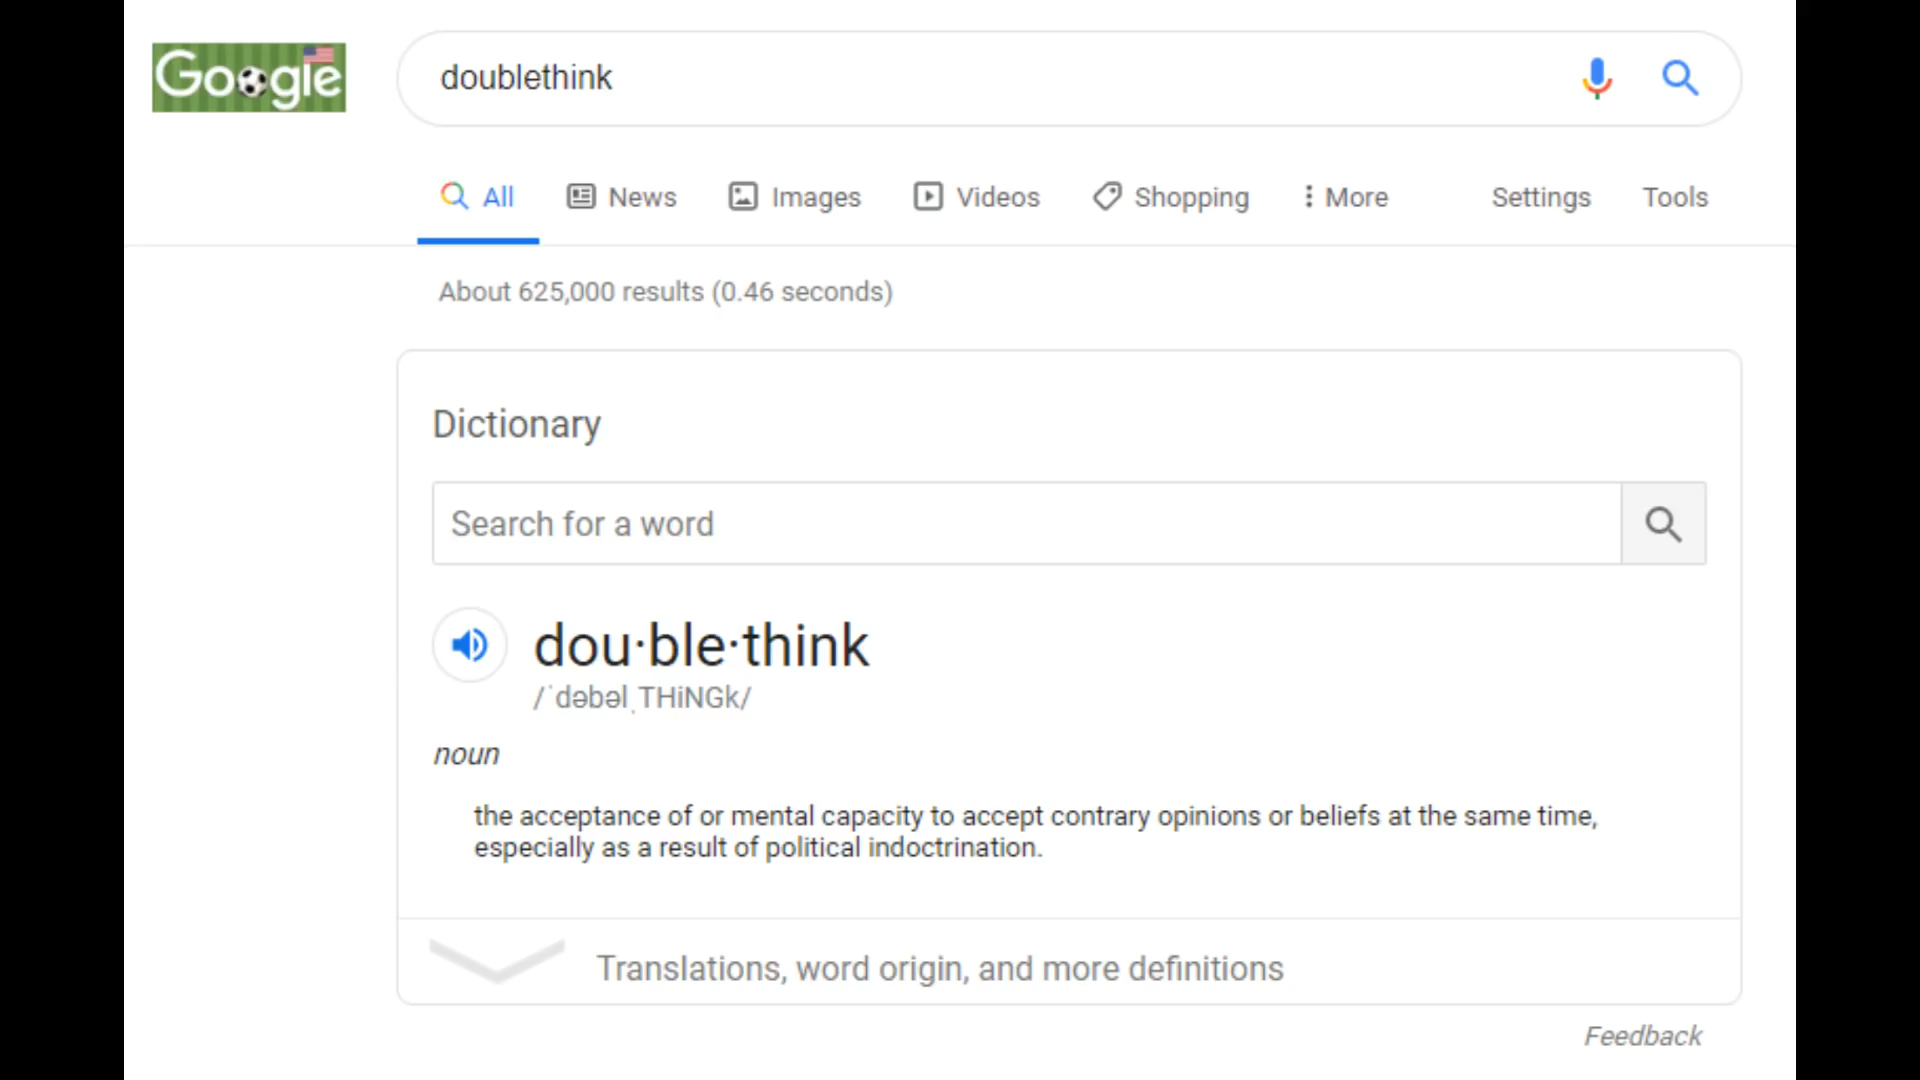 Google
doublethink
All News Images Videos Shopping More Settings Tools
About 625,000 results (0.46 seconds)
Dictionary
Search for a word
dou·ble·think
/ˈdəbəlˌTHiNGk/
noun
the acceptance of or mental capacity to accept contrary opinions or beliefs at the same time,
especially as a result of political indoctrination.
Translations, word origin, and more definitions
Feedback